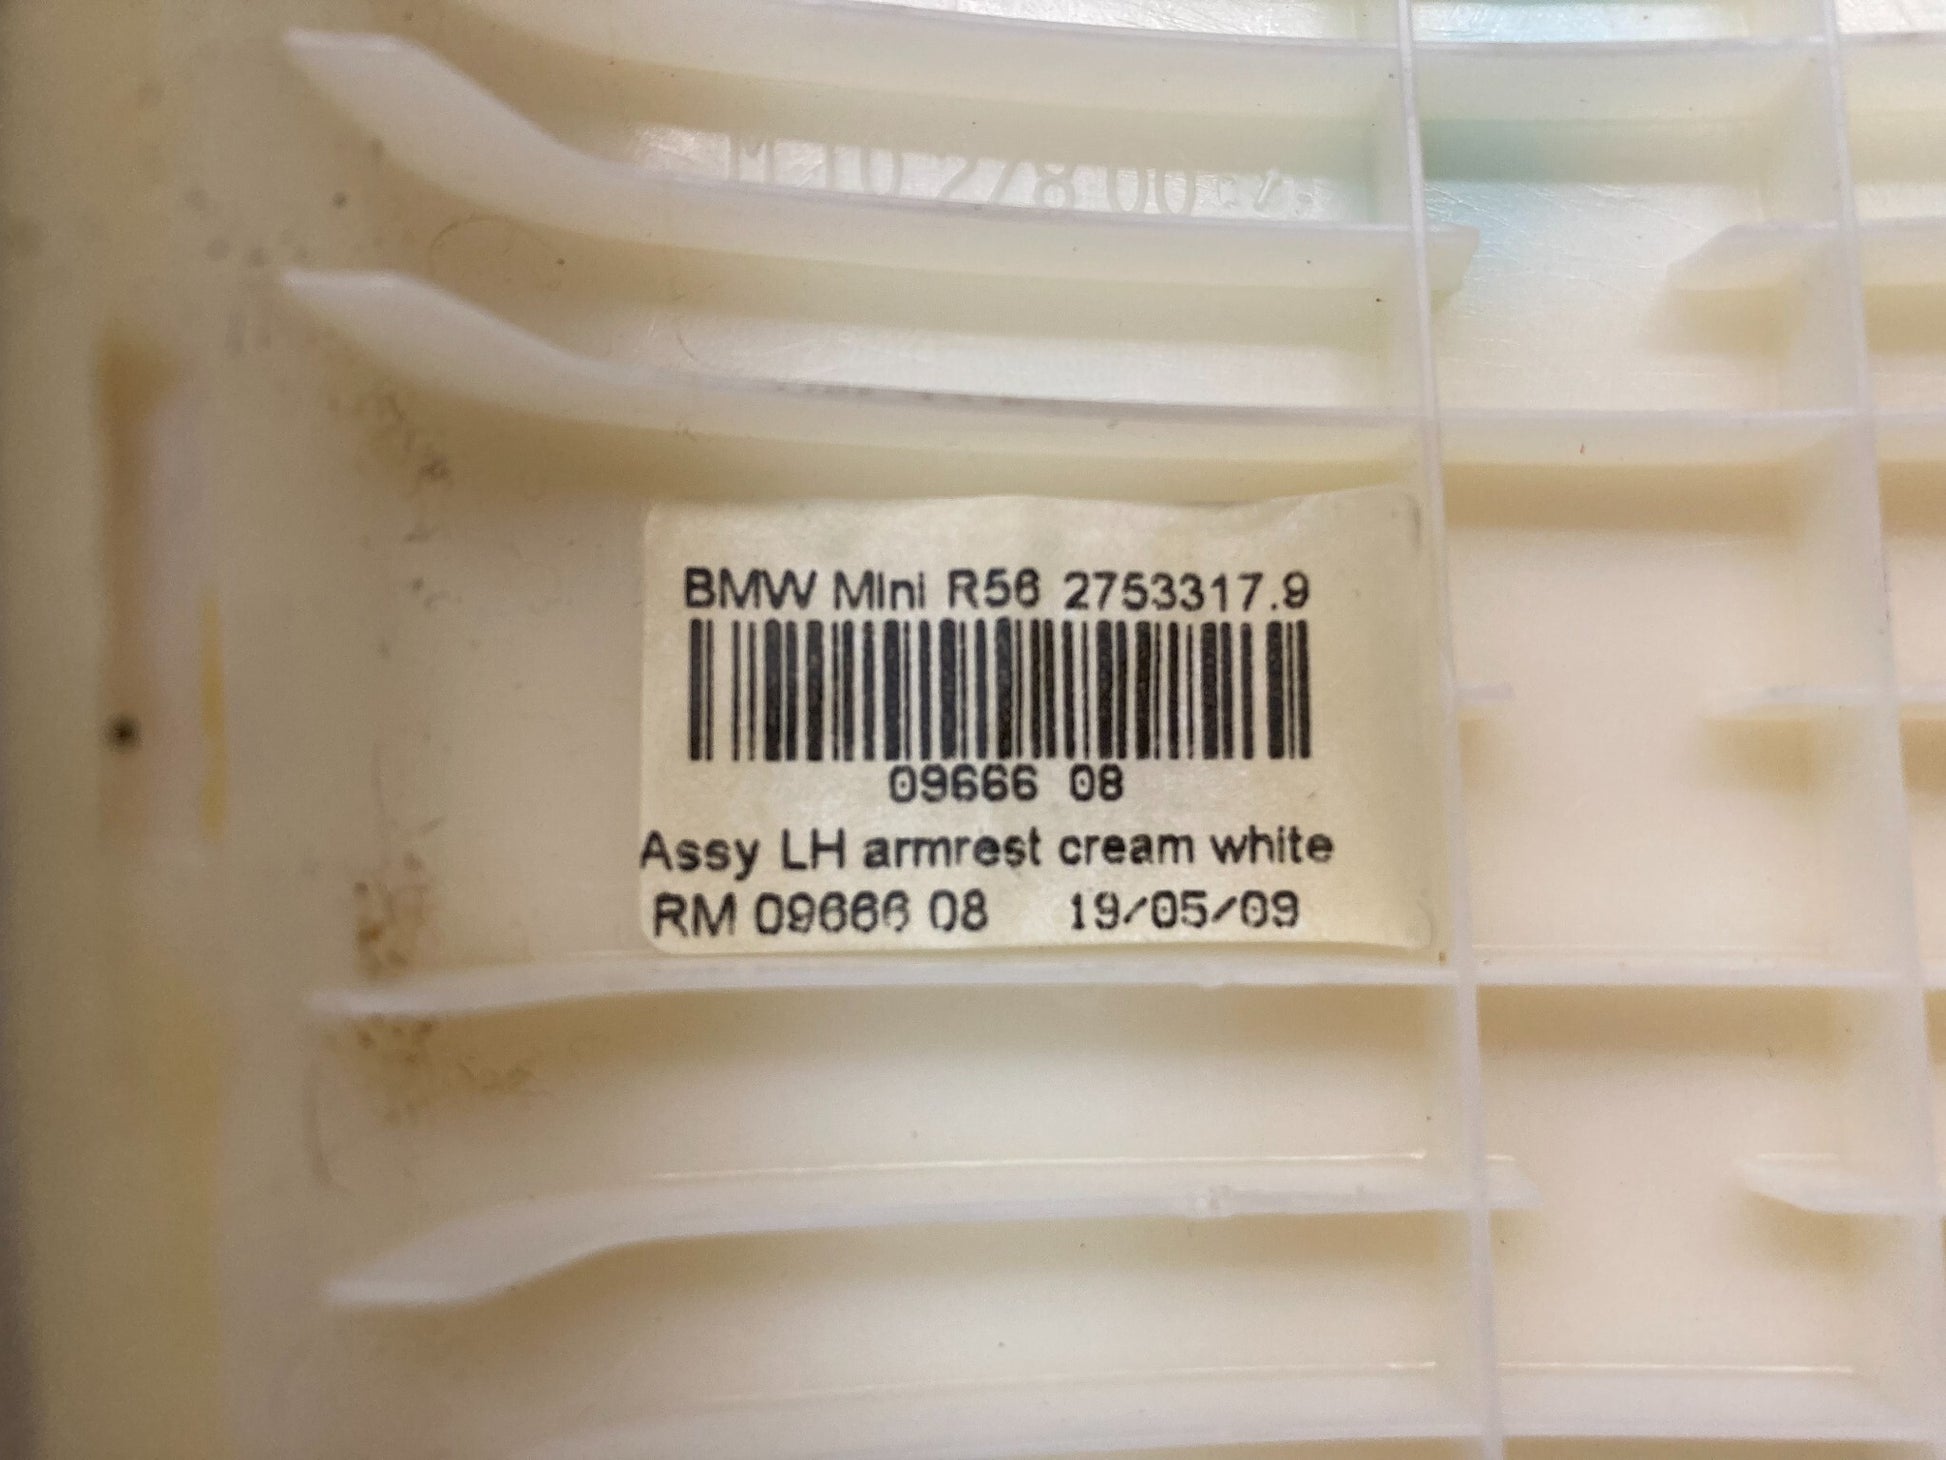 BMW Mini R56 2753317.9
09666 08
Assy LH armrest cream white
RM 09666 08 19/05/09